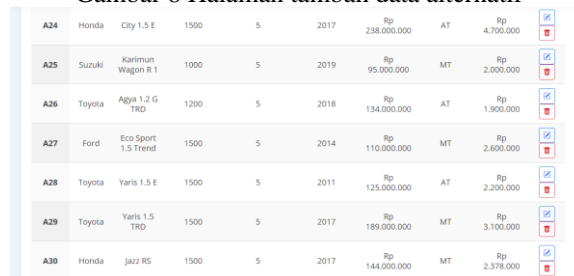 Gambar 6 Halaman tambah data alternatif
A24 Honda City 1.5 E 1500 5 2017 Rp 238.000.000 AT Rp 4.700.000
A25 Suzuki Karimun Wagon R 1 1000 5 2019 Rp 95.000.000 MT Rp 2.000.000
A26 Toyota Agya 1.2 G TRD 1200 5 2018 Rp 134.000.000 AT Rp 1.900.000
A27 Ford Eco Sport 1.5 Trend 1500 5 2014 Rp 110.000.000 MT Rp 2.600.000
A28 Toyota Yaris 1.5 E 1500 5 2011 Rp 125.000.000 AT Rp 2.200.000
A29 Toyota Yaris 1.5 TRD 1500 5 2017 Rp 189.000.000 MT Rp 3.100.000
A30 Honda Jazz RS 1500 5 2017 Rp 144.000.000 MT Rp 2.378.000